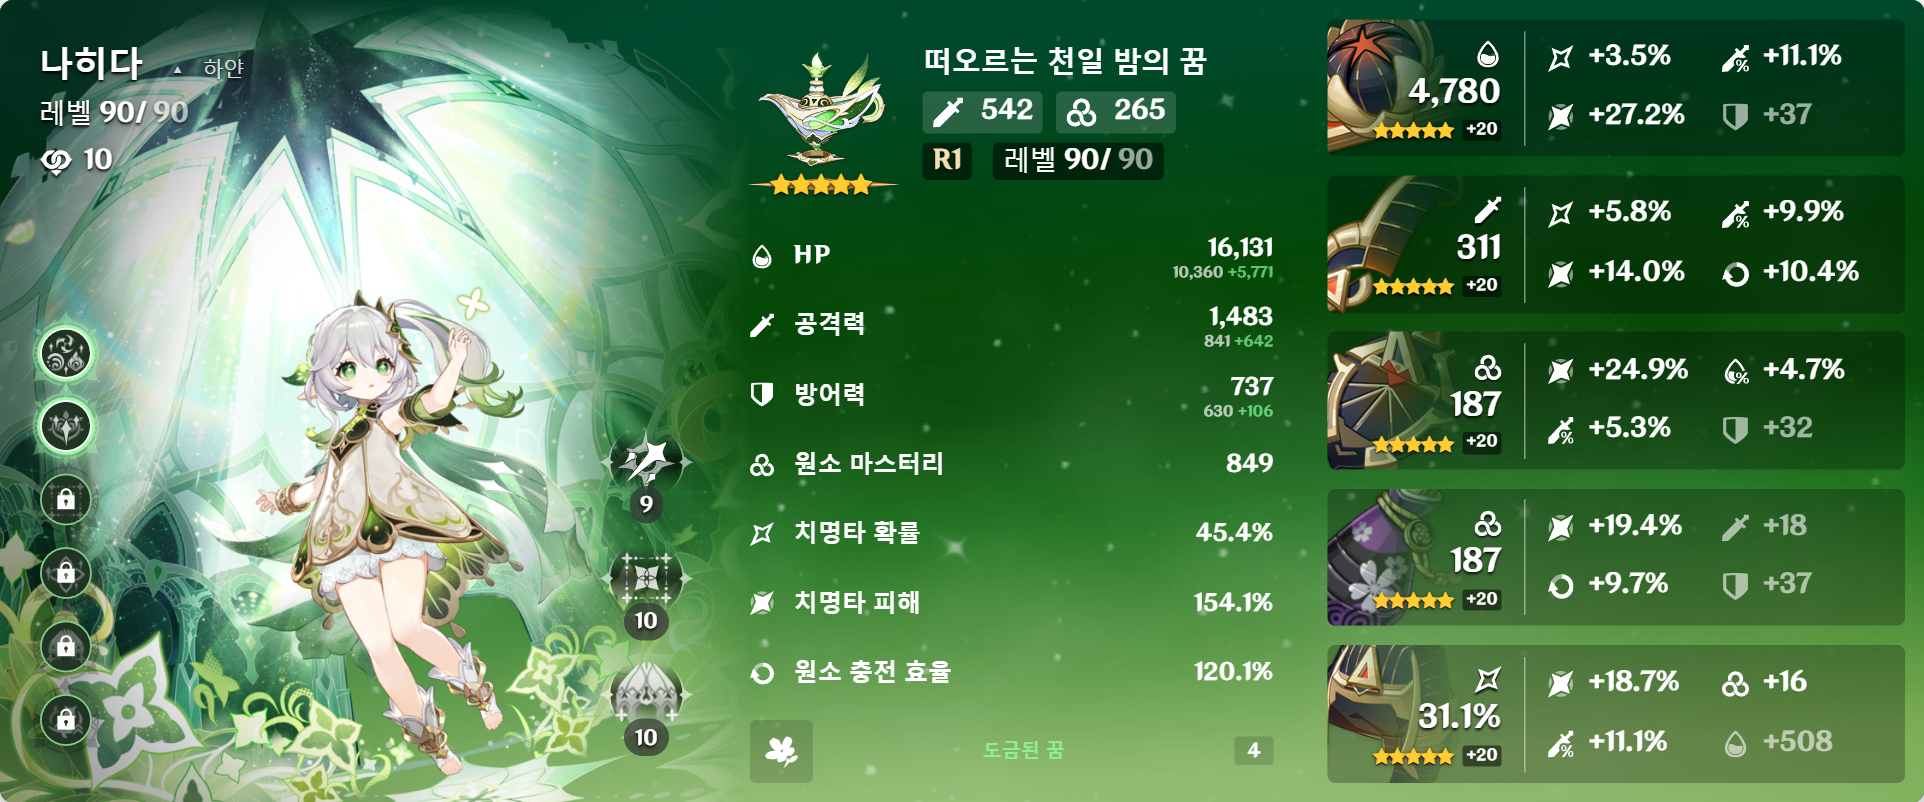 나히다 ▲ 하얀
레벨 90/ 90
10
9
10
10
떠오르는 천일 밤의 꿈
542 265
R1 레벨 90/ 90
HP 16,131
10,360 +5,771
공격력 1,483
841 +642
방어력 737
630 +106
원소 마스터리 849
치명타 확률 45.4%
치명타 피해 154.1%
원소 충전 효율 120.1%
도금된 꿈 4
4,780
+20
+3.5% +11.1%
+27.2% +37
311
+20
+5.8% +9.9%
+14.0% +10.4%
187
+20
+24.9% +4.7%
+5.3% +32
187
+20
+19.4% +18
+9.7% +37
31.1%
+20
+18.7% +16
+11.1% +508